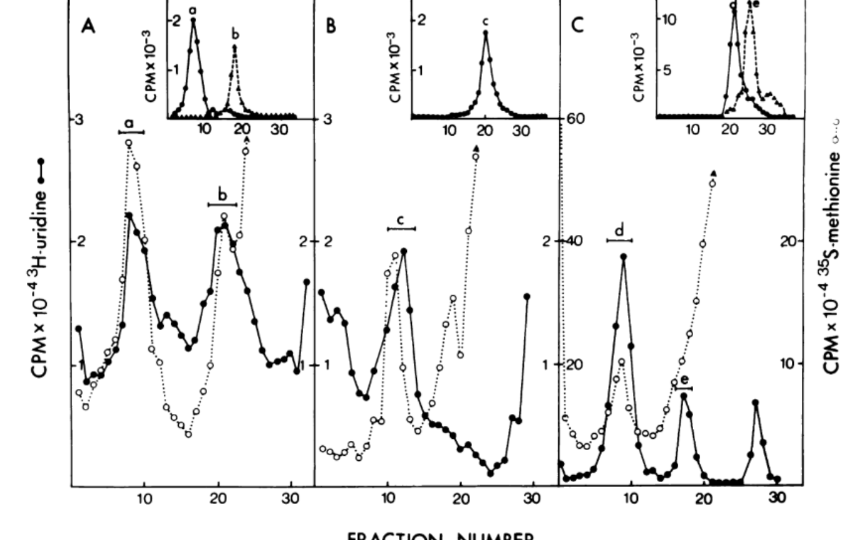 A
CPM×10⁻³
2
1
a
b
10 20 30
B
CPM×10⁻³
2
1
c
10 20 30
C
CPM×10⁻³
10
5
d e
10 20 30
CPM × 10⁻⁴ ³H-uridine
3
2
1
a
b
10 20 30
3
2
1
c
10 20 30
60
2 40
1 20
d
e
10 20 30
20
10
CPM × 10⁻⁴ ³⁵S-methionine
FRACTION NUMBER